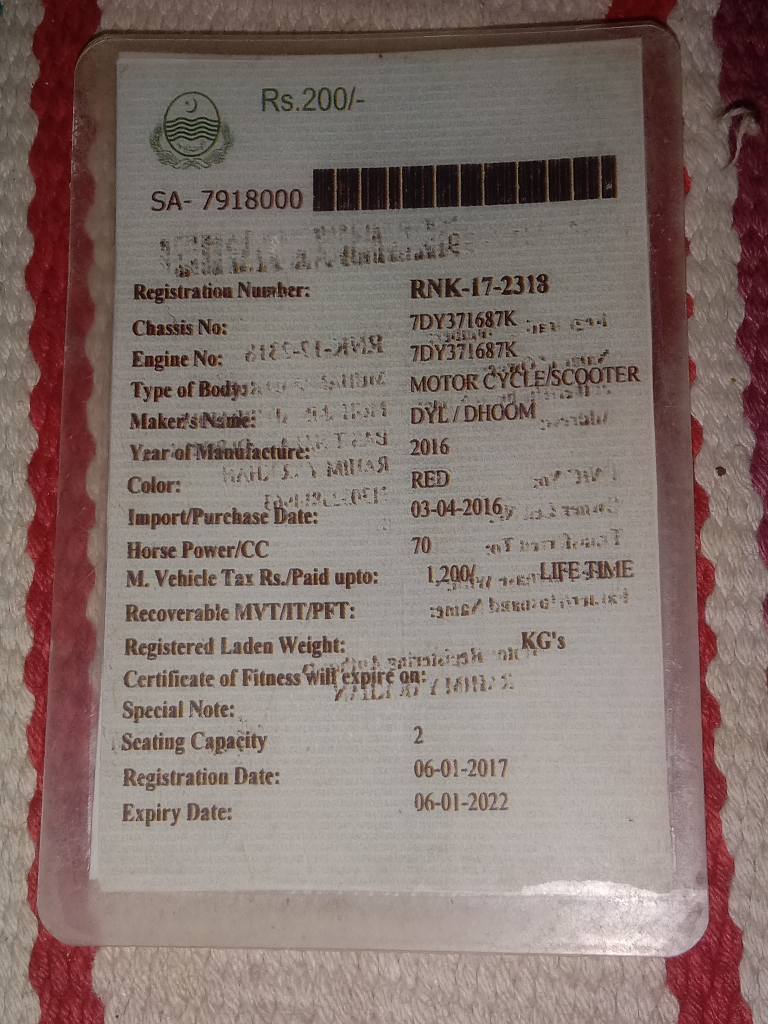 Rs.200/-
SA- 7918000
Registration Number: RNK-17-2318
Chassis No: 7DY371687K
Engine No: 7DY371687K
Type of Body: MOTOR CYCLE/SCOOTER
Maker's Name: DYL / DHOOM
Year of Manufacture: 2016
Color: RED
Import/Purchase Date: 03-04-2016
Horse Power/CC 70
M. Vehicle Tax Rs./Paid upto: 1,200/ LIFE TIME
Recoverable MVT/IT/PFT:
Registered Laden Weight: KG's
Certificate of Fitness will expire on:
Special Note:
Seating Capacity 2
Registration Date: 06-01-2017
Expiry Date: 06-01-2022